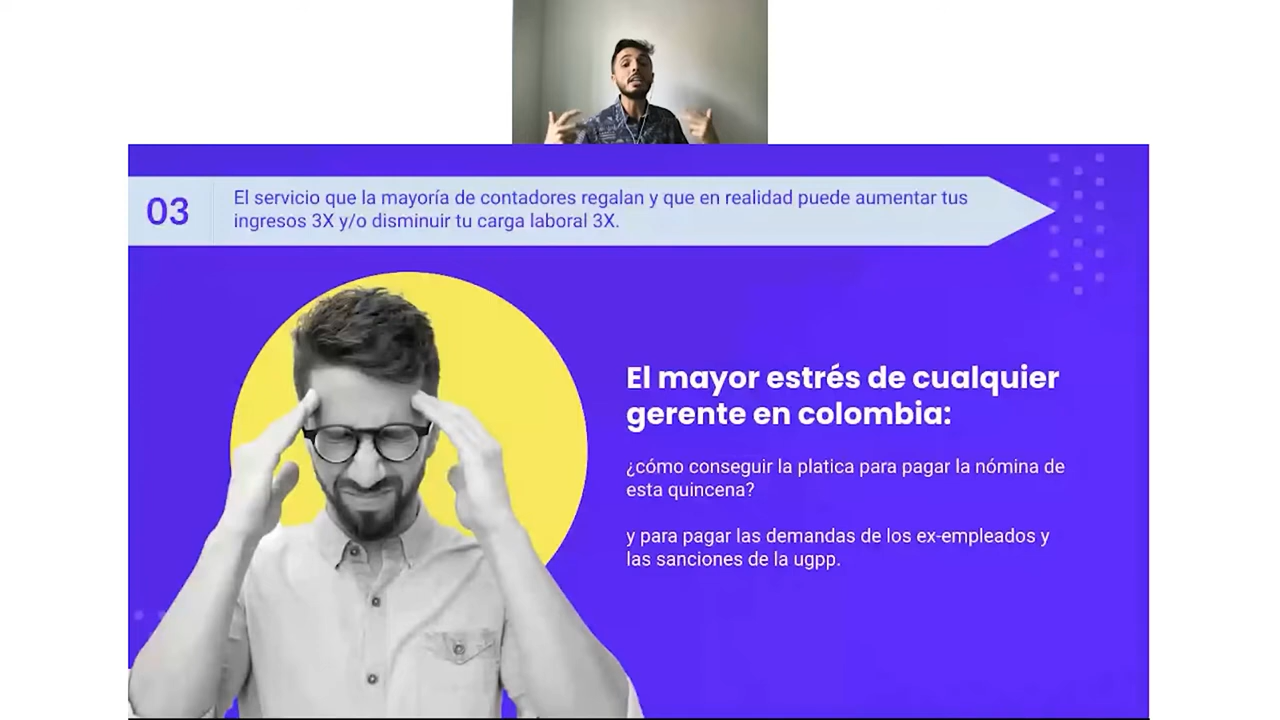 03
El servicio que la mayoría de contadores regalan y que en realidad puede aumentar tus
ingresos 3X y/o disminuir tu carga laboral 3X.
El mayor estrés de cualquier
gerente en colombia:
¿cómo conseguir la platica para pagar la nómina de
esta quincena?
y para pagar las demandas de los ex-empleados y
las sanciones de la ugpp.